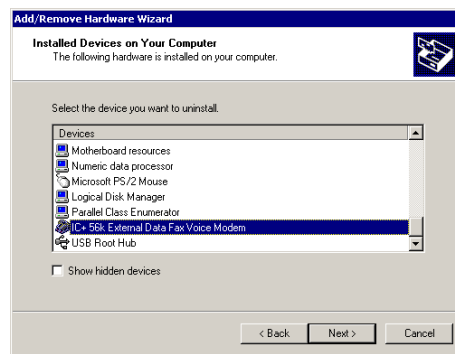 Add/Remove Hardware Wizard
Installed Devices on Your Computer
The following hardware is installed on your computer.
Select the device you want to uninstall.
Devices
Motherboard resources
Numeric data processor
Microsoft PS/2 Mouse
Logical Disk Manager
Parallel Class Enumerator
IC+ 56k External Data Fax Voice Modem
USB Root Hub
Show hidden devices
< Back
Next >
Cancel